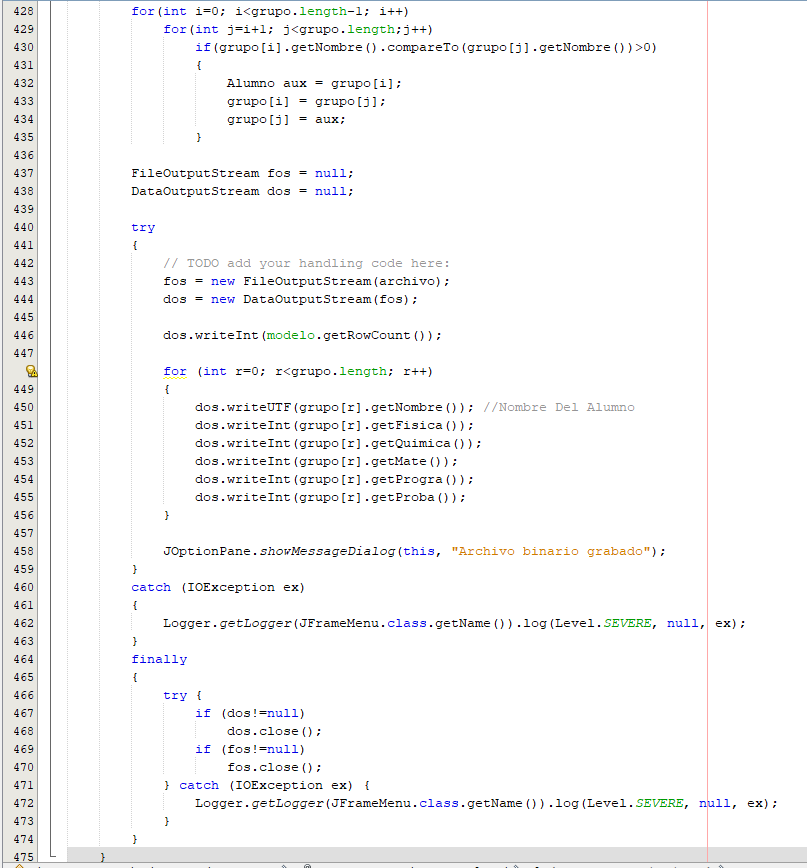 428 for(int i=0; i<grupo.length-1; i++)
429 for(int j=i+1; j<grupo.length;j++)
430 if(grupo[i].getNombre().compareTo(grupo[j].getNombre())>0)
431 {
432 Alumno aux = grupo[i];
433 grupo[i] = grupo[j];
434 grupo[j] = aux;
435 }
436
437 FileOutputStream fos = null;
438 DataOutputStream dos = null;
439
440 try
441 {
442 // TODO add your handling code here:
443 fos = new FileOutputStream(archivo);
444 dos = new DataOutputStream(fos);
445
446 dos.writeInt(modelo.getRowCount());
447
for (int r=0; r<grupo.length; r++)
449 {
450 dos.writeUTF(grupo[r].getNombre()); //Nombre Del Alumno
451 dos.writeInt(grupo[r].getFisica());
452 dos.writeInt(grupo[r].getQuimica());
453 dos.writeInt(grupo[r].getMate());
454 dos.writeInt(grupo[r].getProgra());
455 dos.writeInt(grupo[r].getProba());
456 }
457
458 JOptionPane.showMessageDialog(this, "Archivo binario grabado");
459 }
460 catch (IOException ex)
461 {
462 Logger.getLogger(JFrameMenu.class.getName()).log(Level.SEVERE, null, ex);
463 }
464 finally
465 {
466 try {
467 if (dos!=null)
468 dos.close();
469 if (fos!=null)
470 fos.close();
471 } catch (IOException ex) {
472 Logger.getLogger(JFrameMenu.class.getName()).log(Level.SEVERE, null, ex);
473 }
474 }
475 }